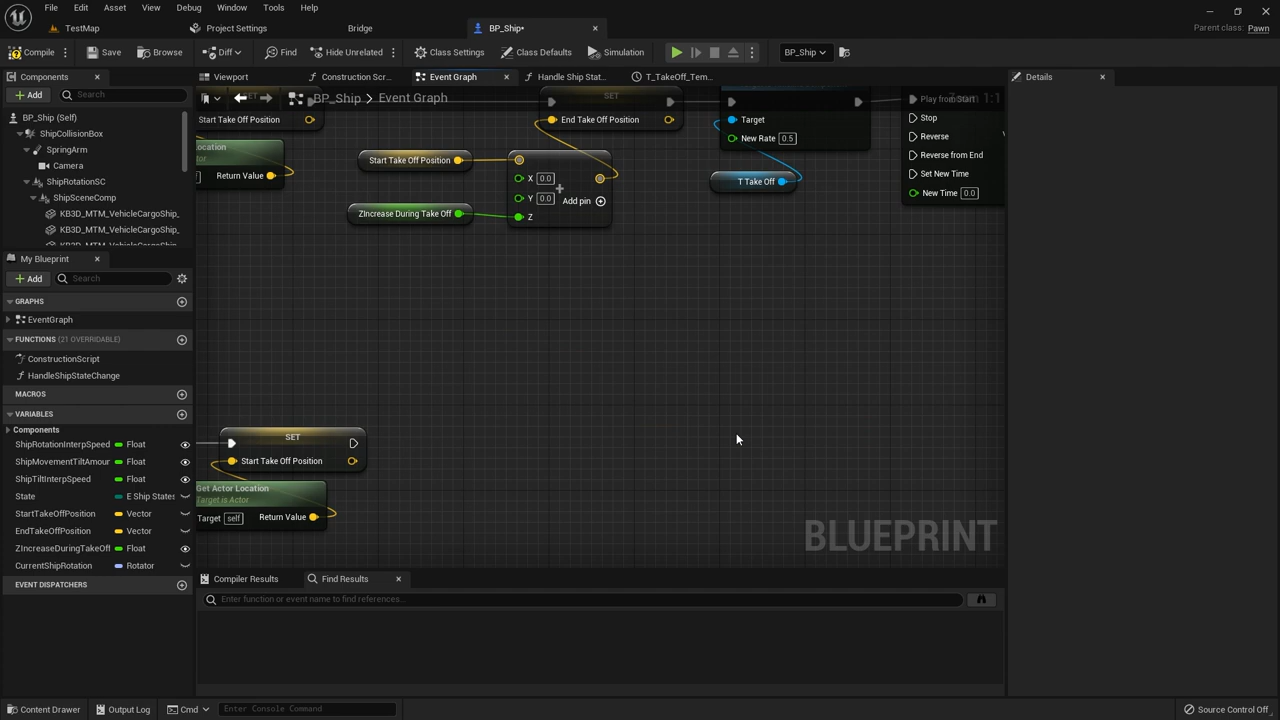 File Edit Asset View Debug Window Tools Help
TestMap Project Settings Bridge BP_Ship•
Parent class: Pawn
Compile Save Browse Diff Find Hide Unrelated Class Settings Class Defaults Simulation BP_Ship
Components
Add Search
BP_Ship (Self)
ShipCollisionBox
SpringArm
Camera
ShipRotationSC
ShipSceneComp
KB3D_MTM_VehicleCargoShip_
KB3D_MTM_VehicleCargoShip_
KB3D_MTM_VehicleCargoShip_
My Blueprint
Add Search
GRAPHS
EventGraph
FUNCTIONS (21 OVERRIDABLE)
ConstructionScript
HandleShipStateChange
MACROS
VARIABLES
Components
ShipRotationInterpSpeed Float
ShipMovementTiltAmour Float
ShipTiltInterpSpeed Float
State E Ship States
StartTakeOffPosition Vector
EndTakeOffPosition Vector
ZIncreaseDuringTakeOff Float
CurrentShipRotation Rotator
EVENT DISPATCHERS
Viewport Construction Scr... Event Graph Handle Ship Stat... T_TakeOff_Tem...
BP_Ship > Event Graph
1:1
SET
Start Take Off Position
ocation
Return Value
SET
End Take Off Position
Start Take Off Position
X 0.0
Y 0.0
Z
Add pin
ZIncrease During Take Off
Target
New Rate 0.5
T Take Off
Play from Start
Stop
Reverse
Reverse from End
Set New Time
New Time 0.0
SET
Start Take Off Position
Get Actor Location
Target is Actor
Target self Return Value
BLUEPRINT
Compiler Results Find Results
Enter function or event name to find references...
Details
Content Drawer Output Log Cmd Enter Console Command Source Control Off